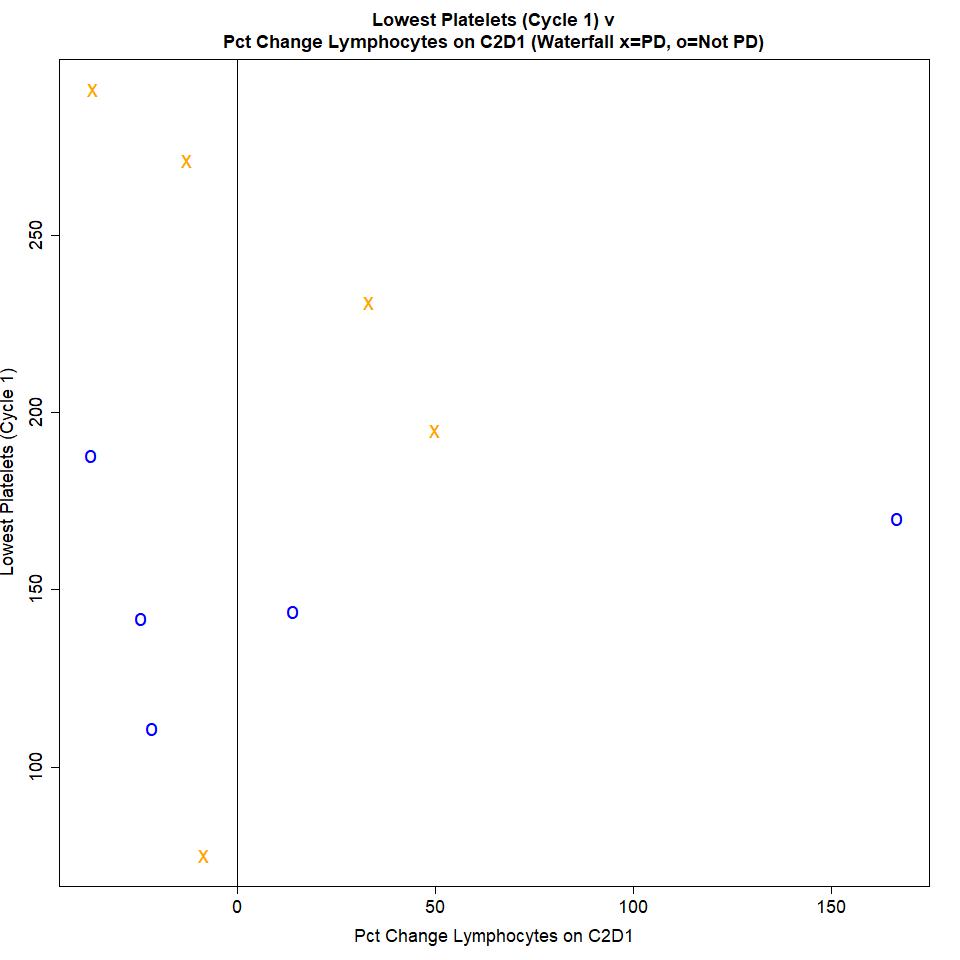 Lowest Platelets (Cycle 1) v
Pct Change Lymphocytes on C2D1 (Waterfall x=PD, o=Not PD)
Lowest Platelets (Cycle 1)
250
200
150
100
X
X
X
X
O
O
O
O
O
X
0
50
100
150
Pct Change Lymphocytes on C2D1